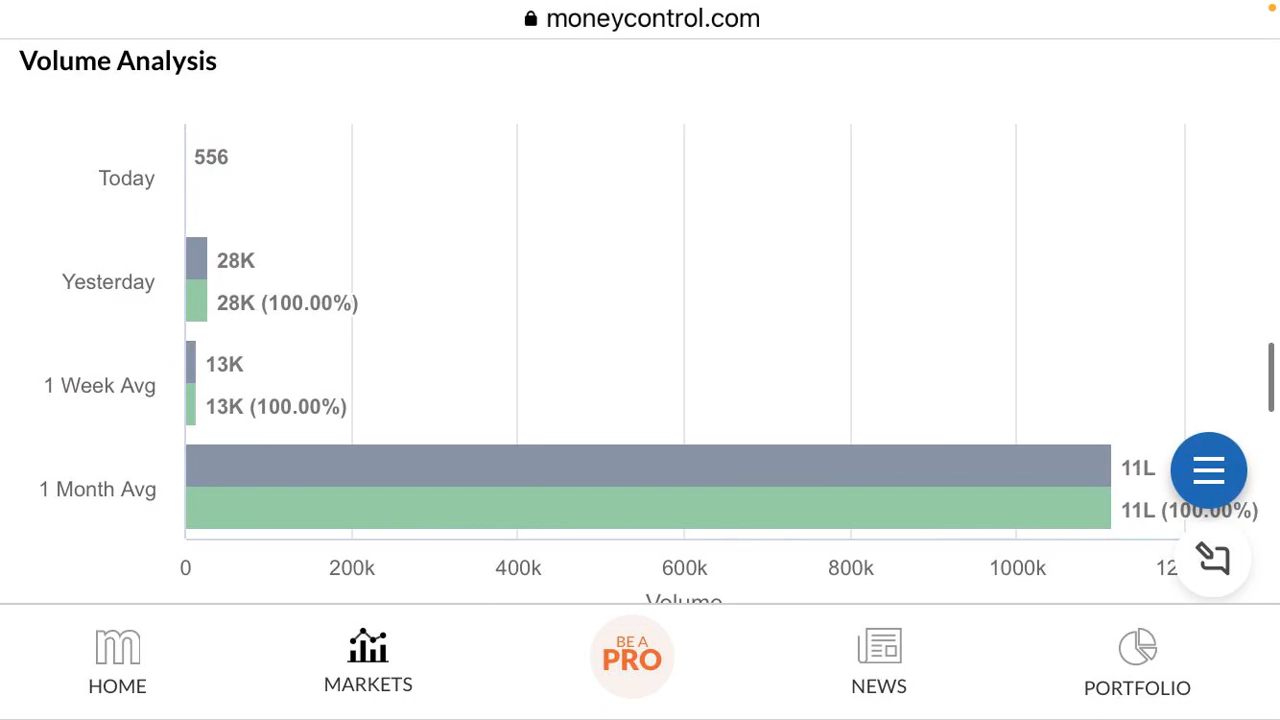 moneycontrol.com
Volume Analysis
556
Today
28K
Yesterday
28K (100.00%)
13K
1 Week Avg
13K (100.00%)
11L
1 Month Avg
11L (100.00%)
0 200k 400k 600k 800k 1000k 12
Volume
BE A
PRO
HOME MARKETS NEWS PORTFOLIO